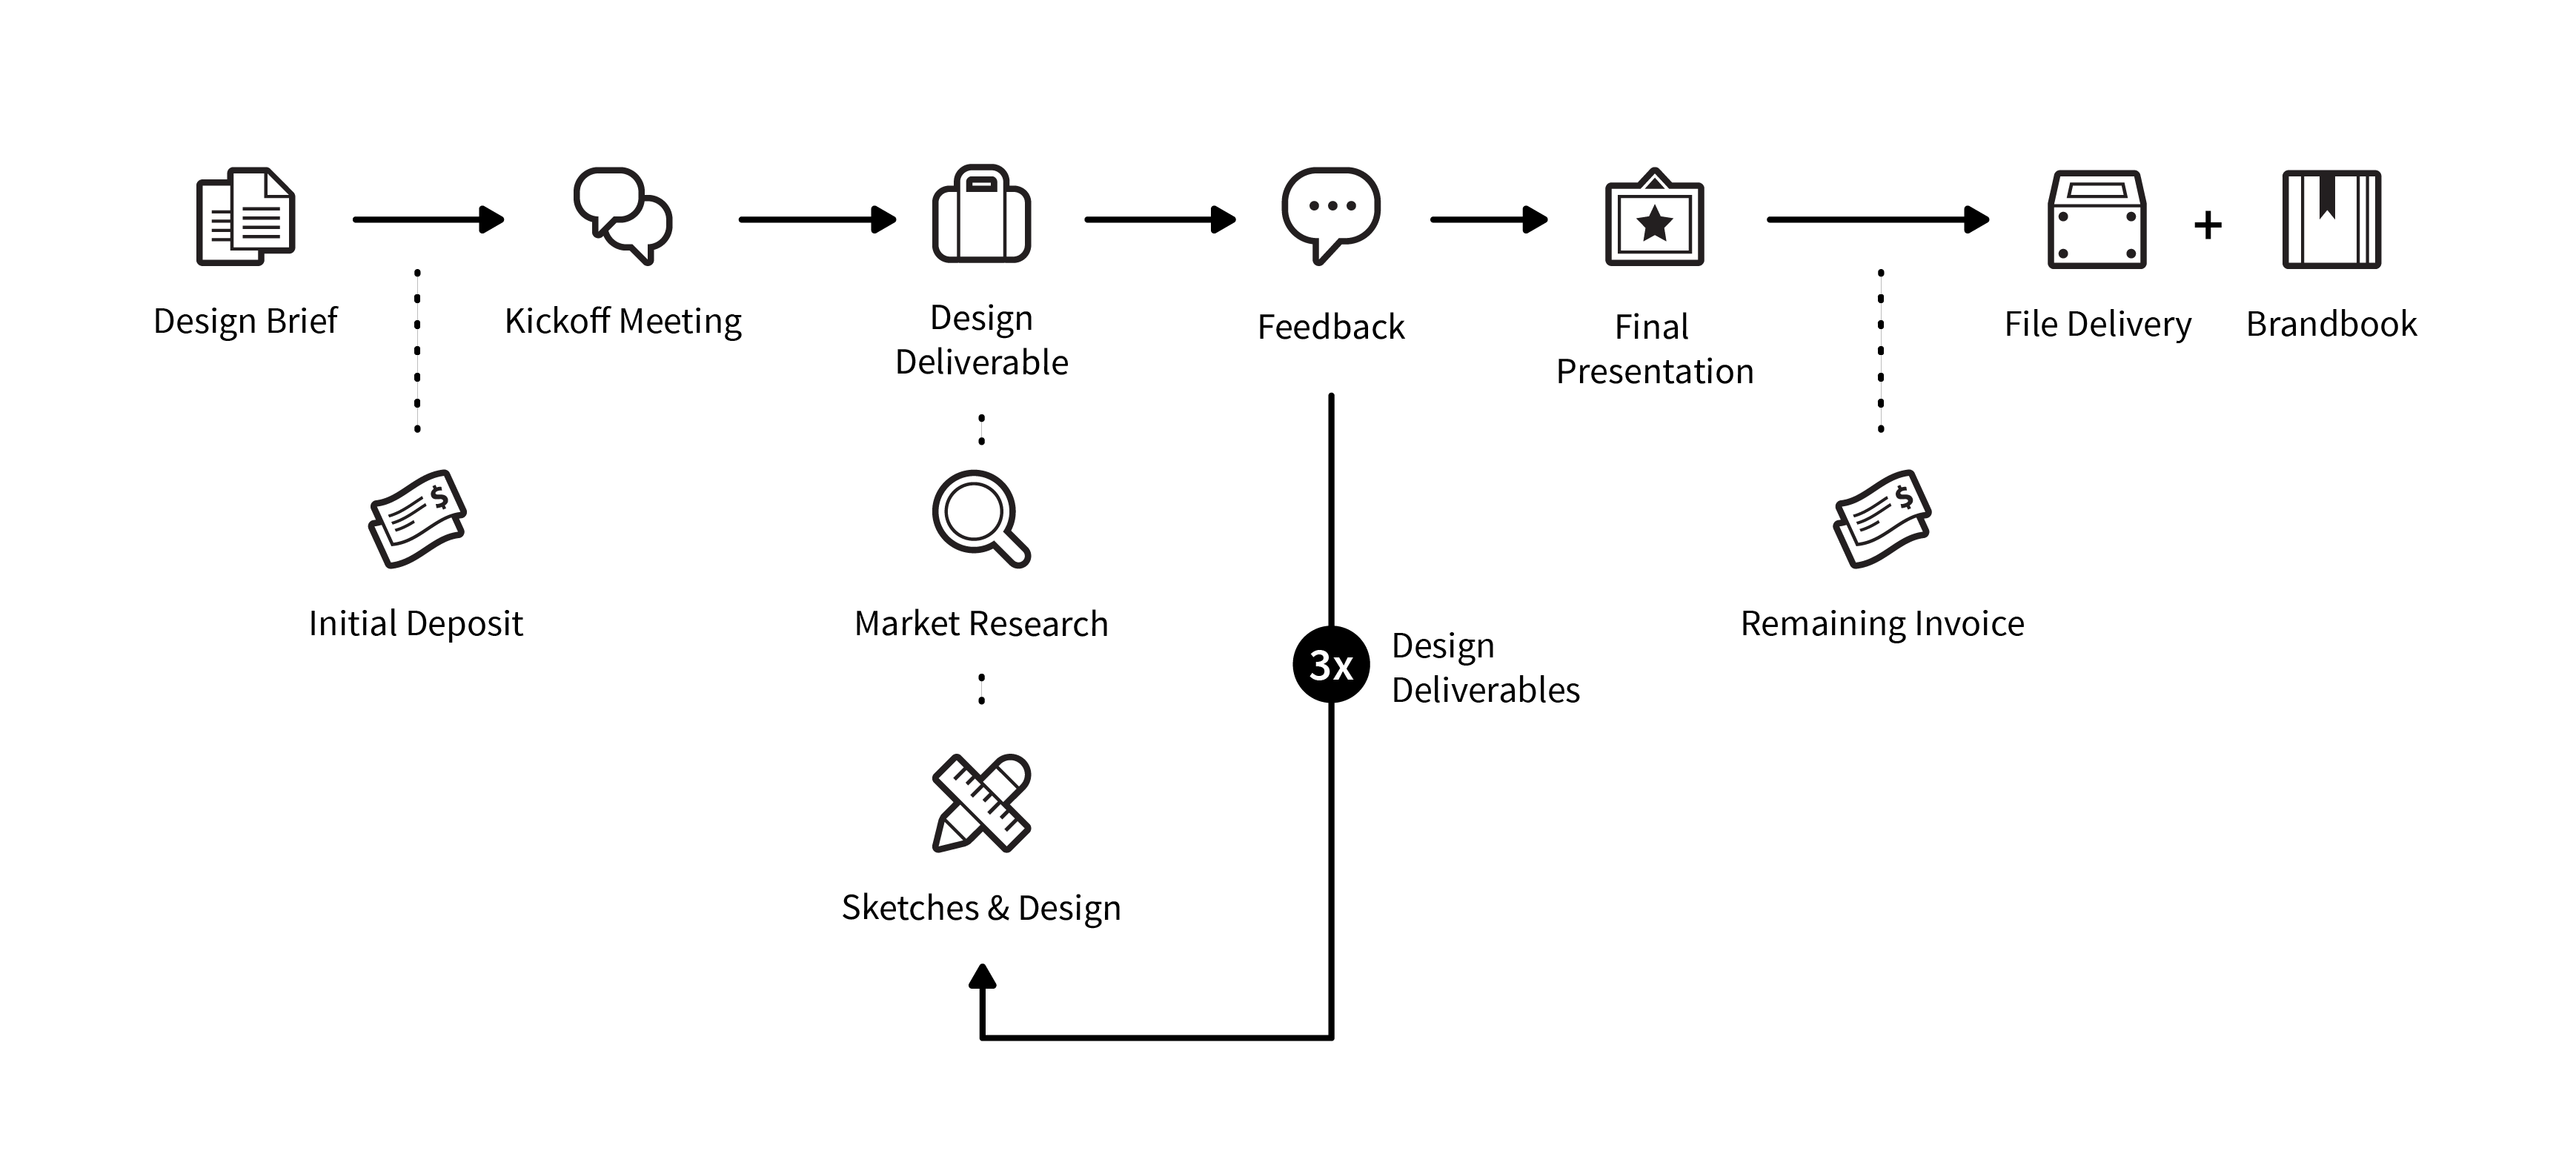 Design Brief
Kickoff Meeting
Design
Deliverable
Feedback
Final
Presentation
File Delivery
+
Brandbook
$
Initial Deposit
Market Research
3x
Design
Deliverables
$
Remaining Invoice
Sketches & Design